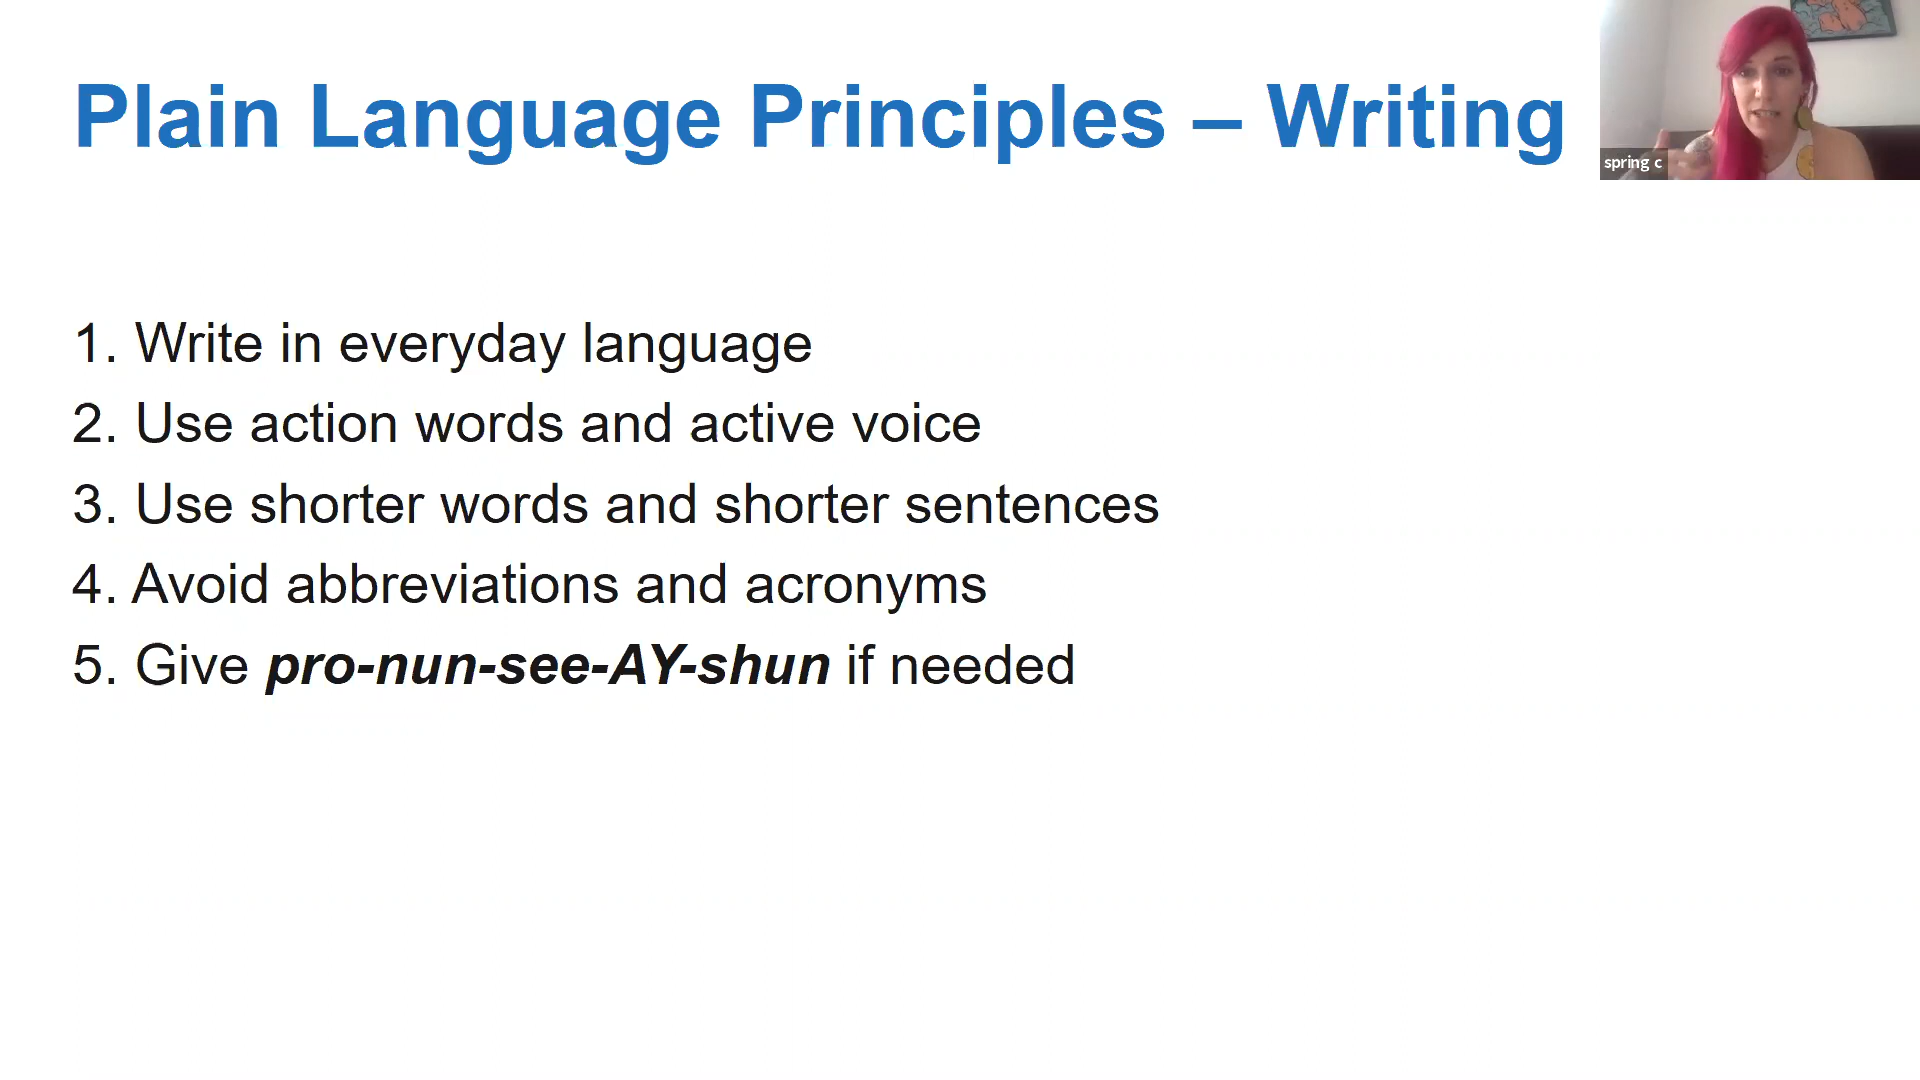 Plain Language Principles – Writing
spring c
1. Write in everyday language
2. Use action words and active voice
3. Use shorter words and shorter sentences
4. Avoid abbreviations and acronyms
5. Give pro-nun-see-AY-shun if needed